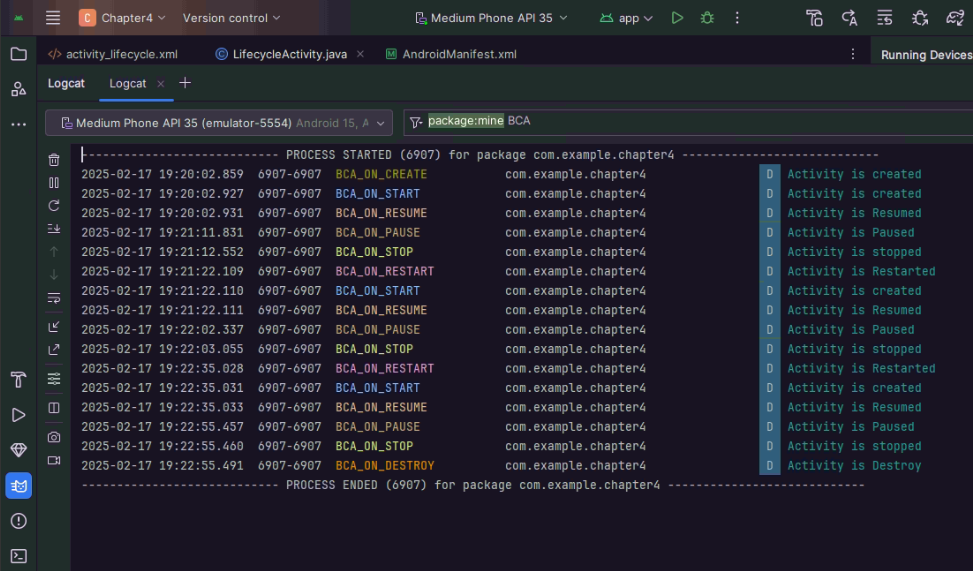 C Chapter4 Version control Medium Phone API 35 app
activity_lifecycle.xml LifecycleActivity.java AndroidManifest.xml Running Devices
Logcat Logcat
Medium Phone API 35 (emulator-5554) Android 15, A package:mine BCA
---------------------------- PROCESS STARTED (6907) for package com.example.chapter4 ----------------------------
2025-02-17 19:20:02.859 6907-6907 BCA_ON_CREATE com.example.chapter4 D Activity is created
2025-02-17 19:20:02.927 6907-6907 BCA_ON_START com.example.chapter4 D Activity is created
2025-02-17 19:20:02.931 6907-6907 BCA_ON_RESUME com.example.chapter4 D Activity is Resumed
2025-02-17 19:21:11.831 6907-6907 BCA_ON_PAUSE com.example.chapter4 D Activity is Paused
2025-02-17 19:21:12.552 6907-6907 BCA_ON_STOP com.example.chapter4 D Activity is stopped
2025-02-17 19:21:22.109 6907-6907 BCA_ON_RESTART com.example.chapter4 D Activity is Restarted
2025-02-17 19:21:22.110 6907-6907 BCA_ON_START com.example.chapter4 D Activity is created
2025-02-17 19:21:22.111 6907-6907 BCA_ON_RESUME com.example.chapter4 D Activity is Resumed
2025-02-17 19:22:02.337 6907-6907 BCA_ON_PAUSE com.example.chapter4 D Activity is Paused
2025-02-17 19:22:03.055 6907-6907 BCA_ON_STOP com.example.chapter4 D Activity is stopped
2025-02-17 19:22:35.028 6907-6907 BCA_ON_RESTART com.example.chapter4 D Activity is Restarted
2025-02-17 19:22:35.031 6907-6907 BCA_ON_START com.example.chapter4 D Activity is created
2025-02-17 19:22:35.033 6907-6907 BCA_ON_RESUME com.example.chapter4 D Activity is Resumed
2025-02-17 19:22:55.457 6907-6907 BCA_ON_PAUSE com.example.chapter4 D Activity is Paused
2025-02-17 19:22:55.460 6907-6907 BCA_ON_STOP com.example.chapter4 D Activity is stopped
2025-02-17 19:22:55.491 6907-6907 BCA_ON_DESTROY com.example.chapter4 D Activity is Destroy
---------------------------- PROCESS ENDED (6907) for package com.example.chapter4 ----------------------------